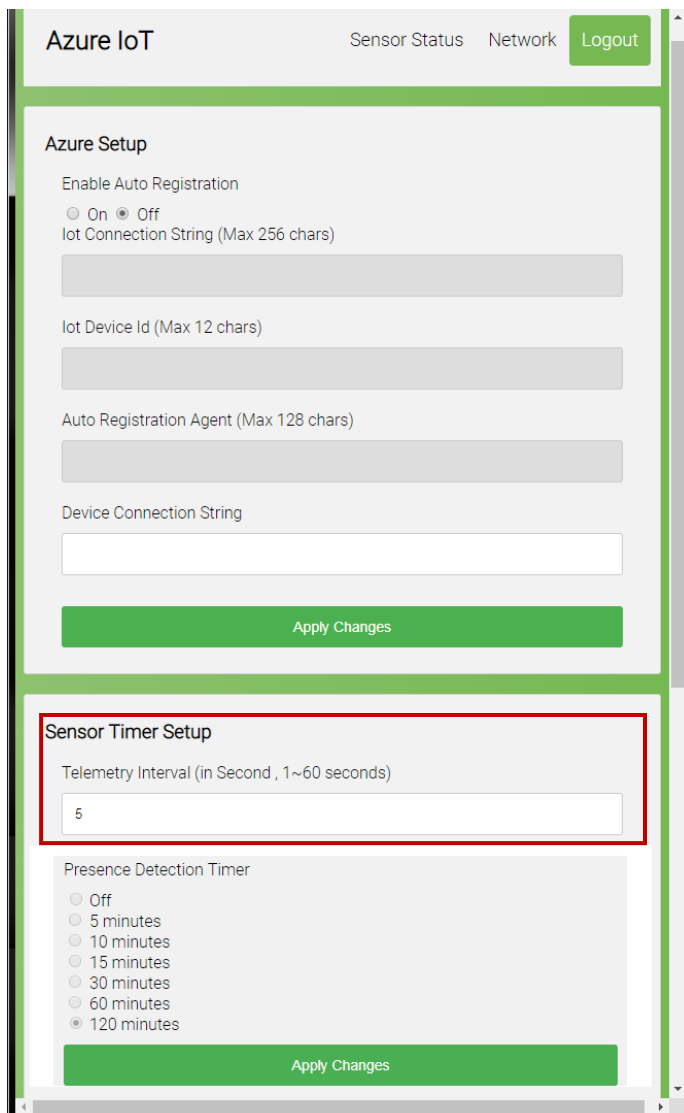 Azure IoT Sensor Status Network Logout
Azure Setup
Enable Auto Registration
On Off
Iot Connection String (Max 256 chars)
Iot Device Id (Max 12 chars)
Auto Registration Agent (Max 128 chars)
Device Connection String
Apply Changes
Sensor Timer Setup
Telemetry Interval (in Second , 1~60 seconds)
5
Presence Detection Timer
Off
5 minutes
10 minutes
15 minutes
30 minutes
60 minutes
120 minutes
Apply Changes